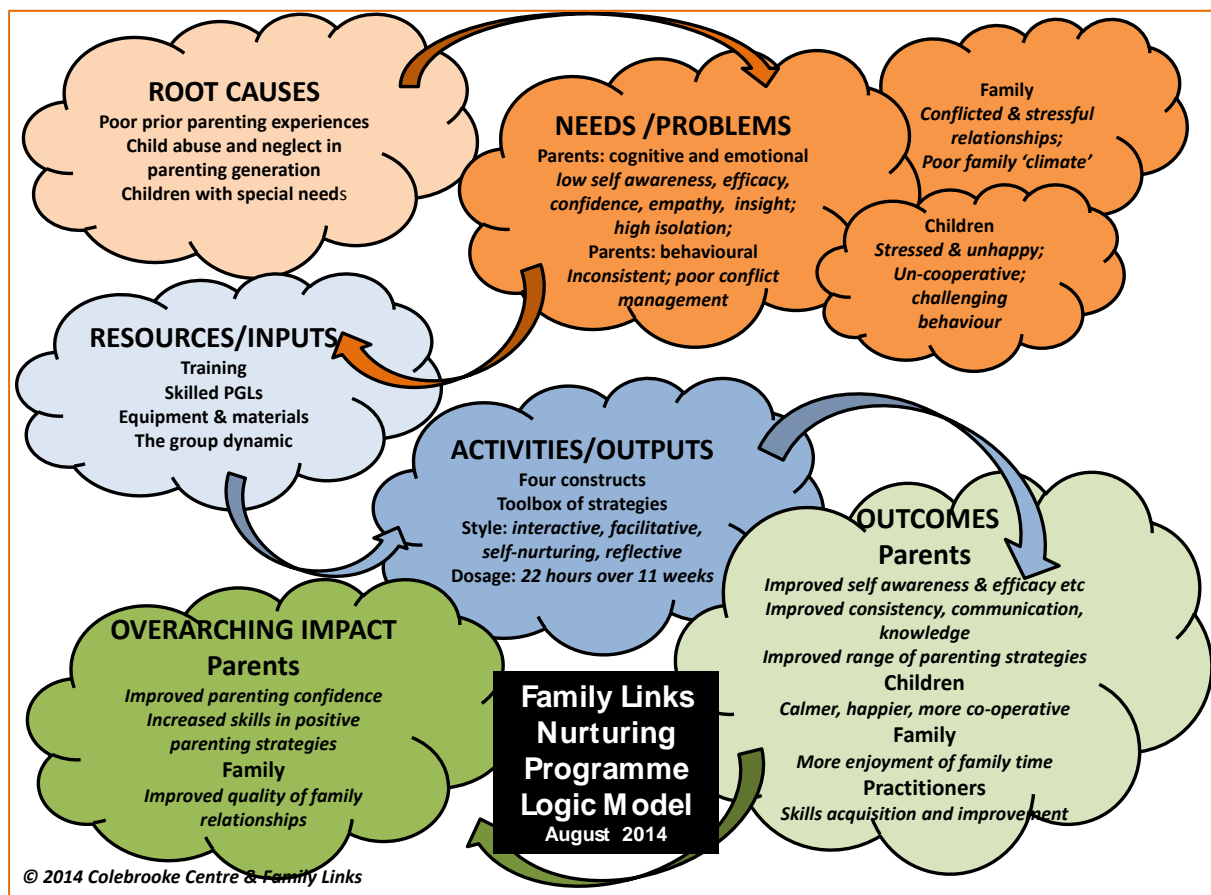 ROOT CAUSES
Poor prior parenting experiences
Child abuse and neglect in
parenting generation
Children with special needs
NEEDS /PROBLEMS
Parents: cognitive and emotional
low self awareness, efficacy,
confidence, empathy, insight;
high isolation;
Parents: behavioural
Inconsistent; poor conflict
management
Family
Conflicted & stressful
relationships;
Poor family ‘climate’
Children
Stressed & unhappy;
Un-cooperative;
challenging
behaviour
RESOURCES/INPUTS
Training
Skilled PGLs
Equipment & materials
The group dynamic
ACTIVITIES/OUTPUTS
Four constructs
Toolbox of strategies
Style: interactive, facilitative,
self-nurturing, reflective
Dosage: 22 hours over 11 weeks
OUTCOMES
Parents
Improved self awareness & efficacy etc
Improved consistency, communication,
knowledge
Improved range of parenting strategies
Children
Calmer, happier, more co-operative
Family
More enjoyment of family time
Practitioners
Skills acquisition and improvement
OVERARCHING IMPACT
Parents
Improved parenting confidence
Increased skills in positive
parenting strategies
Family
Improved quality of family
relationships
Family Links
Nurturing
Programme
Logic Model
August 2014
© 2014 Colebrooke Centre & Family Links